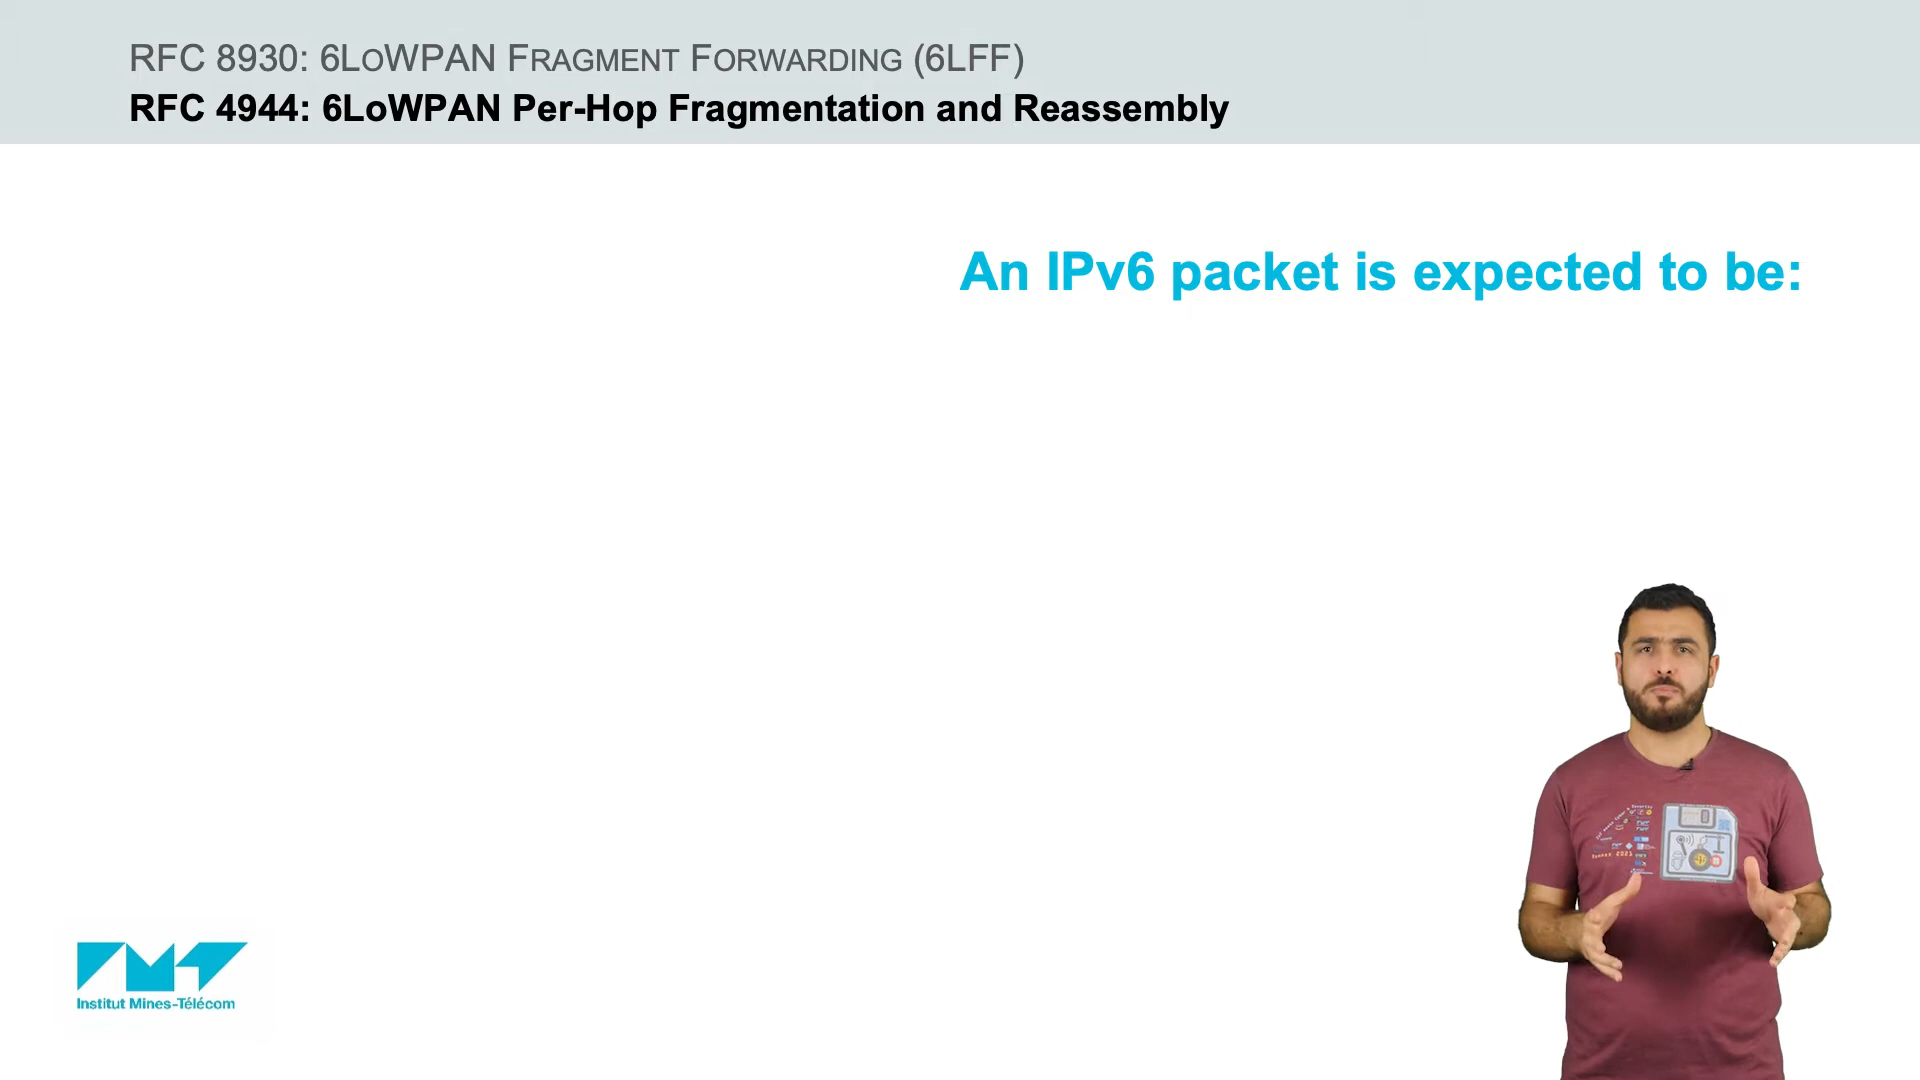 RFC 8930: 6LoWPAN Fragment Forwarding (6LFF)
RFC 4944: 6LoWPAN Per-Hop Fragmentation and Reassembly
An IPv6 packet is expected to be:
Institut Mines-Télécom